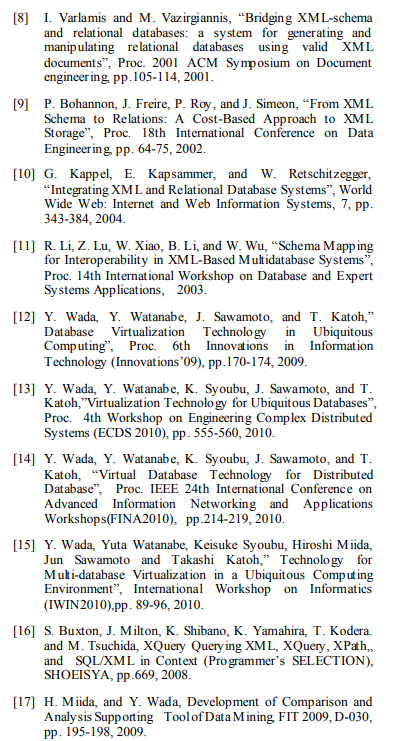 [8] I. Varlamis and M. Vazirgiannis, “Bridging XML-schema
and relational databases: a system for generating and
manipulating relational databases using valid XML
documents”, Proc. 2001 ACM Symposium on Document
engineering, pp.105-114, 2001.
[9] P. Bohannon, J. Freire, P. Roy, and J. Simeon, “From XML
Schema to Relations: A Cost-Based Approach to XML
Storage”, Proc. 18th International Conference on Data
Engineering, pp. 64-75, 2002.
[10] G. Kappel, E. Kapsammer, and W. Retschitzegger,
“Integrating XML and Relational Database Systems”, World
Wide Web: Internet and Web Information Systems, 7, pp.
343-384, 2004.
[11] R. Li, Z. Lu, W. Xiao, B. Li, and W. Wu, “Schema Mapping
for Interoperability in XML-Based Multidatabase Systems”,
Proc. 14th International Workshop on Database and Expert
Systems Applications, 2003.
[12] Y. Wada, Y. Watanabe, J. Sawamoto, and T. Katoh,”
Database Virtualization Technology in Ubiquitous
Computing”, Proc. 6th Innovations in Information
Technology (Innovations’09), pp.170-174, 2009.
[13] Y. Wada, Y. Watanabe, K. Syoubu, J. Sawamoto, and T.
Katoh,”Virtualization Technology for Ubiquitous Databases”,
Proc. 4th Workshop on Engineering Complex Distributed
Systems (ECDS 2010), pp. 555-560, 2010.
[14] Y. Wada, Y. Watanabe, K. Syoubu, J. Sawamoto, and T.
Katoh, “Virtual Database Technology for Distributed
Database”, Proc. IEEE 24th International Conference on
Advanced Information Networking and Applications
Workshops(FINA2010), pp.214-219, 2010.
[15] Y. Wada, Yuta Watanabe, Keisuke Syoubu, Hiroshi Miida,
Jun Sawamoto and Takashi Katoh,” Technology for
Multi-database Virtualization in a Ubiquitous Computing
Environment”, International Workshop on Informatics
(IWIN2010),pp. 89-96, 2010.
[16] S. Buxton, J. Milton, K. Shibano, K. Yamahira, T. Kodera.
and M. Tsuchida, XQuery Querying XML, XQuery, XPath,,
and SQL/XML in Context (Programmer’s SELECTION),
SHOEISYA, pp.669, 2008.
[17] H. Miida, and Y. Wada, Development of Comparison and
Analysis Supporting Tool of Data Mining, FIT 2009, D-030,
pp. 195-198, 2009.